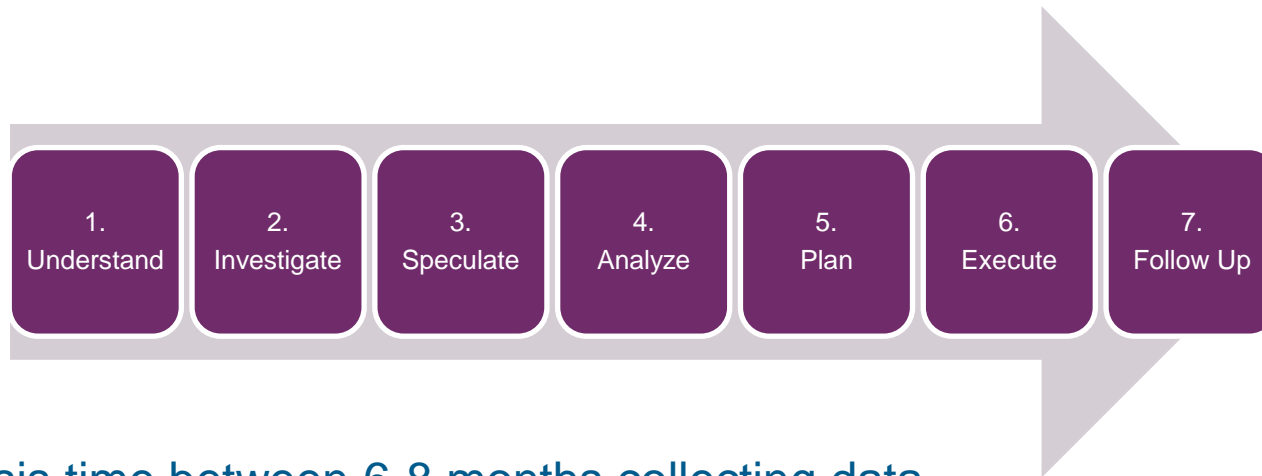 1.
Understand
2.
Investigate
3.
Speculate
4.
Analyze
5.
Plan
6.
Execute
7.
Follow Up
time between 6-8 months collecting data